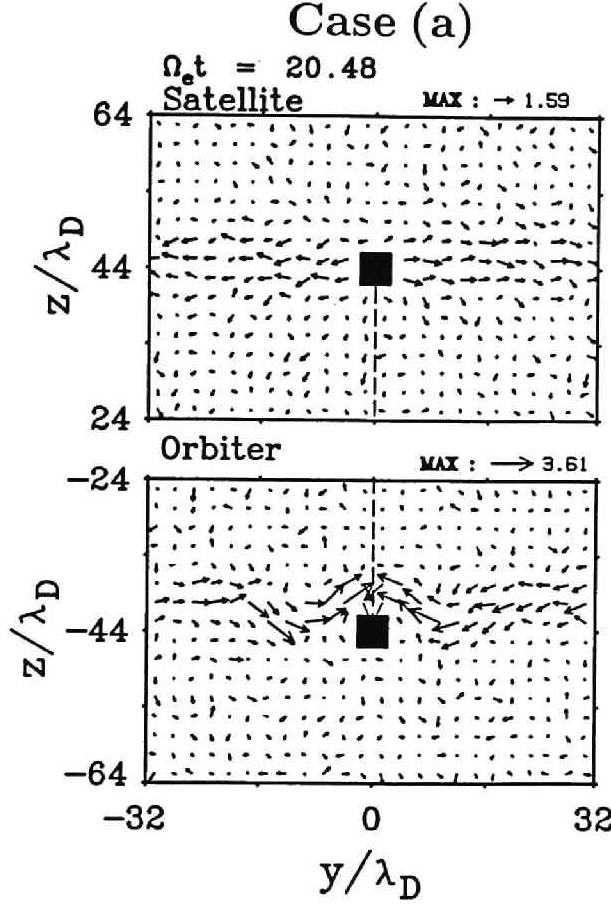 Case (a)
Ωₑt = 20.48
Satellite MAX : → 1.59
64
z/λD
44
24
Orbiter MAX : → 3.61
-24
z/λD
-44
-64
-32 0 32
y/λD